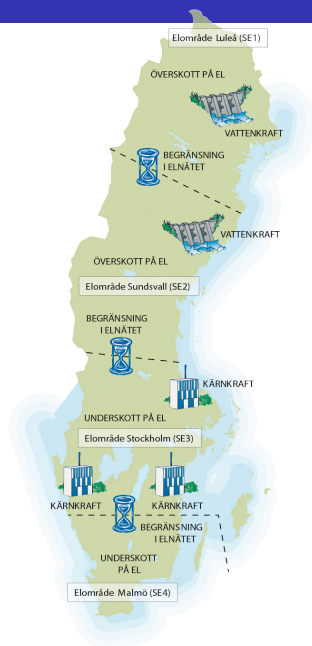 Elområde Luleå (SE1)
ÖVERSKOTT PÅ EL
VATTENKRAFT
BEGRÄNSNING
I ELNÄTET
VATTENKRAFT
ÖVERSKOTT PÅ EL
Elområde Sundsvall (SE2)
BEGRÄNSNING
I ELNÄTET
KÄRNKRAFT
UNDERSKOTT PÅ EL
Elområde Stockholm (SE3)
KÄRNKRAFT
KÄRNKRAFT
BEGRÄNSNING
I ELNÄTET
UNDERSKOTT
PÅ EL
Elområde Malmö (SE4)